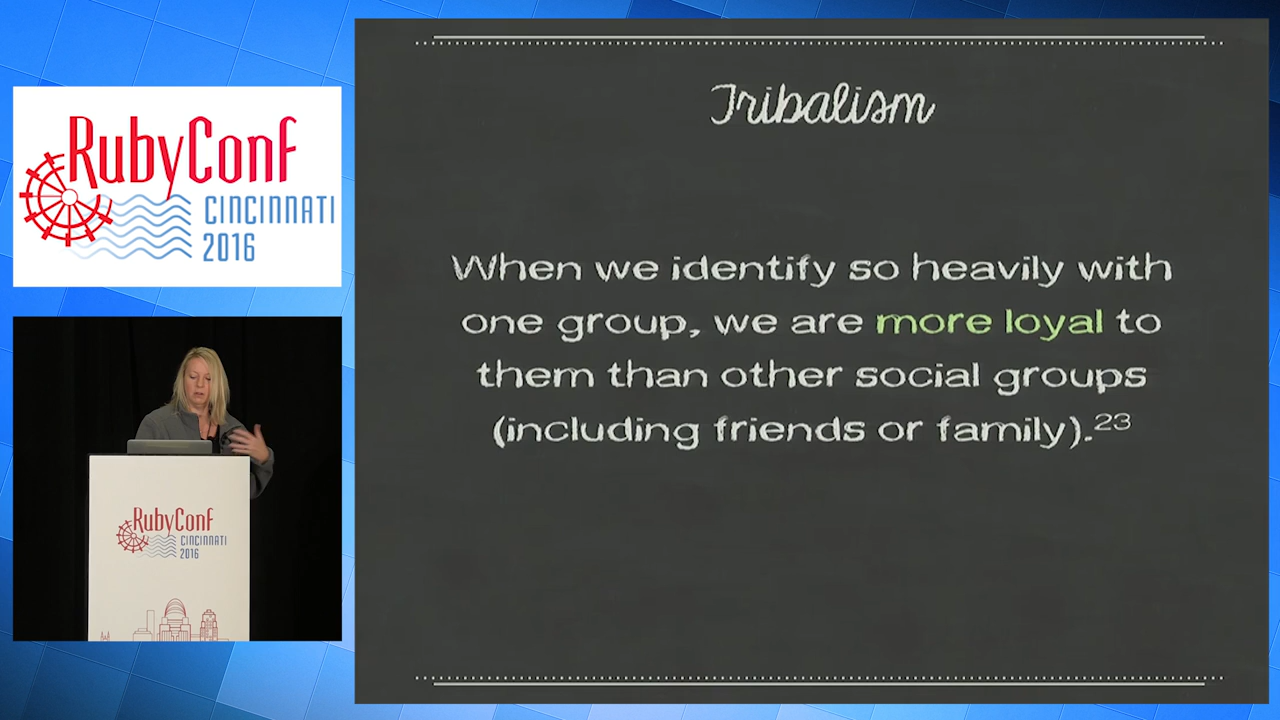 RubyConf
CINCINNATI
2016
Tribalism
When we identify so heavily with
one group, we are more loyal to
them than other social groups
(including friends or family).23
RubyConf
CINCINNATI
2016